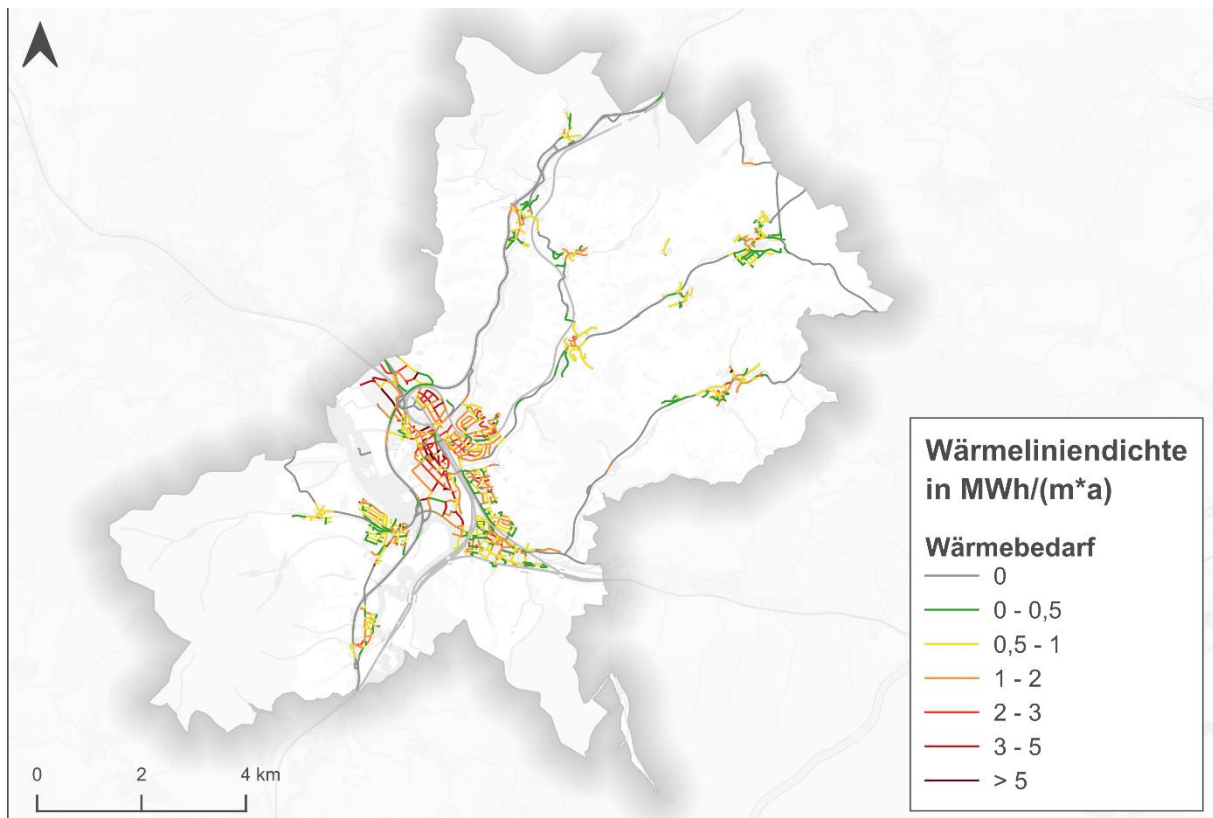 Wärmeliniendichte
in MWh/(m*a)
Wärmebedarf
0
0 - 0,5
0,5 - 1
1 - 2
2 - 3
3 - 5
> 5
0 2 4 km